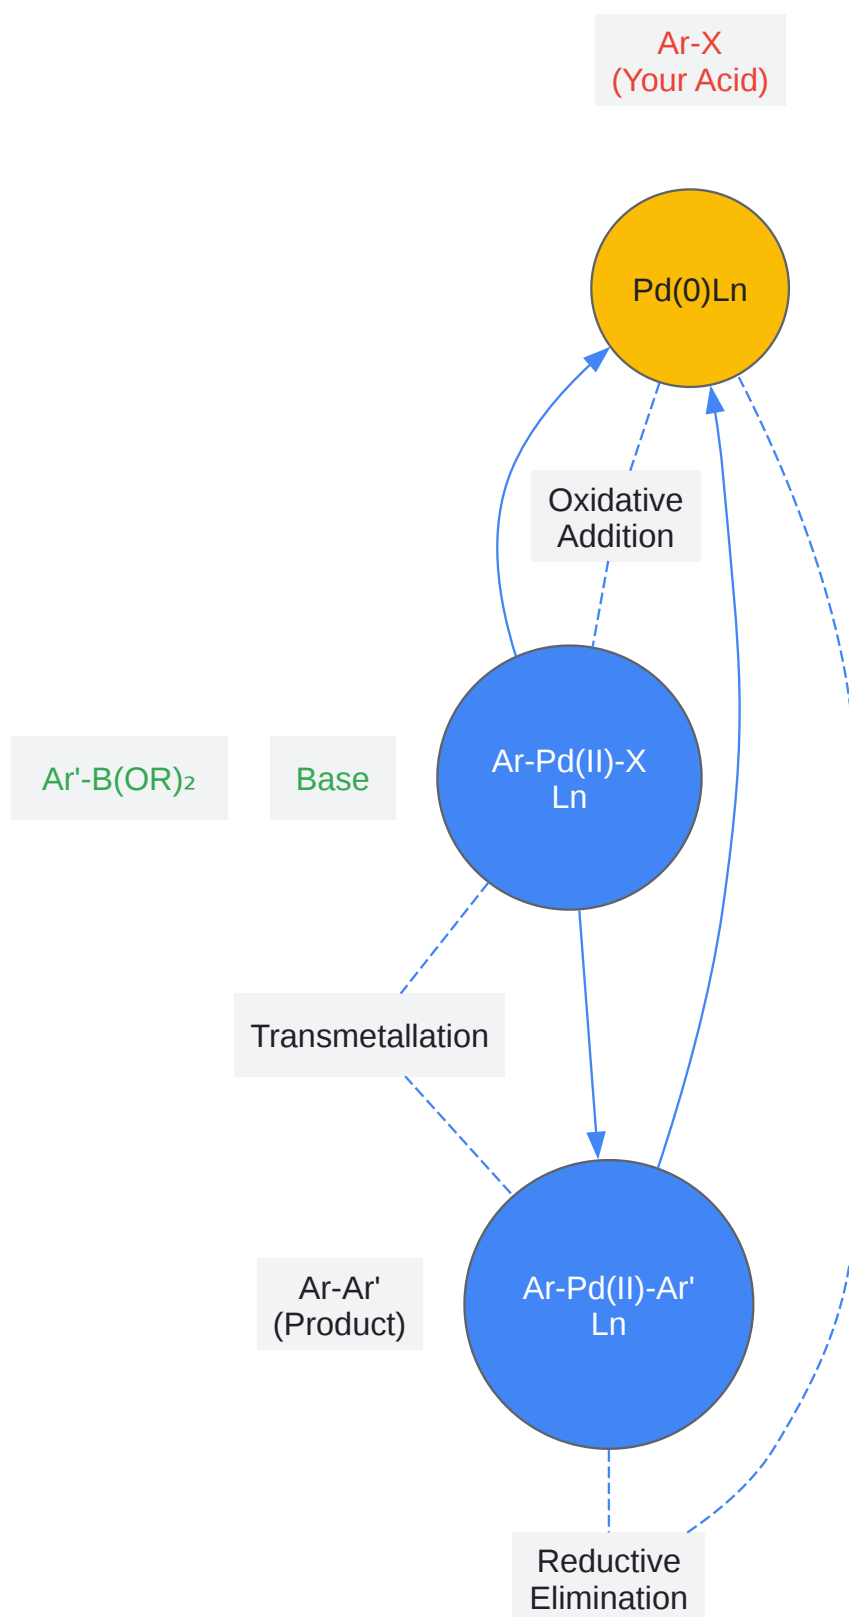 Ar-X
(Your Acid)
Pd(0)Ln
Oxidative
Addition
Ar'-B(OR)₂
Base
Ar-Pd(II)-X
Ln
Transmetallation
Ar-Ar'
(Product)
Ar-Pd(II)-Ar'
Ln
Reductive
Elimination